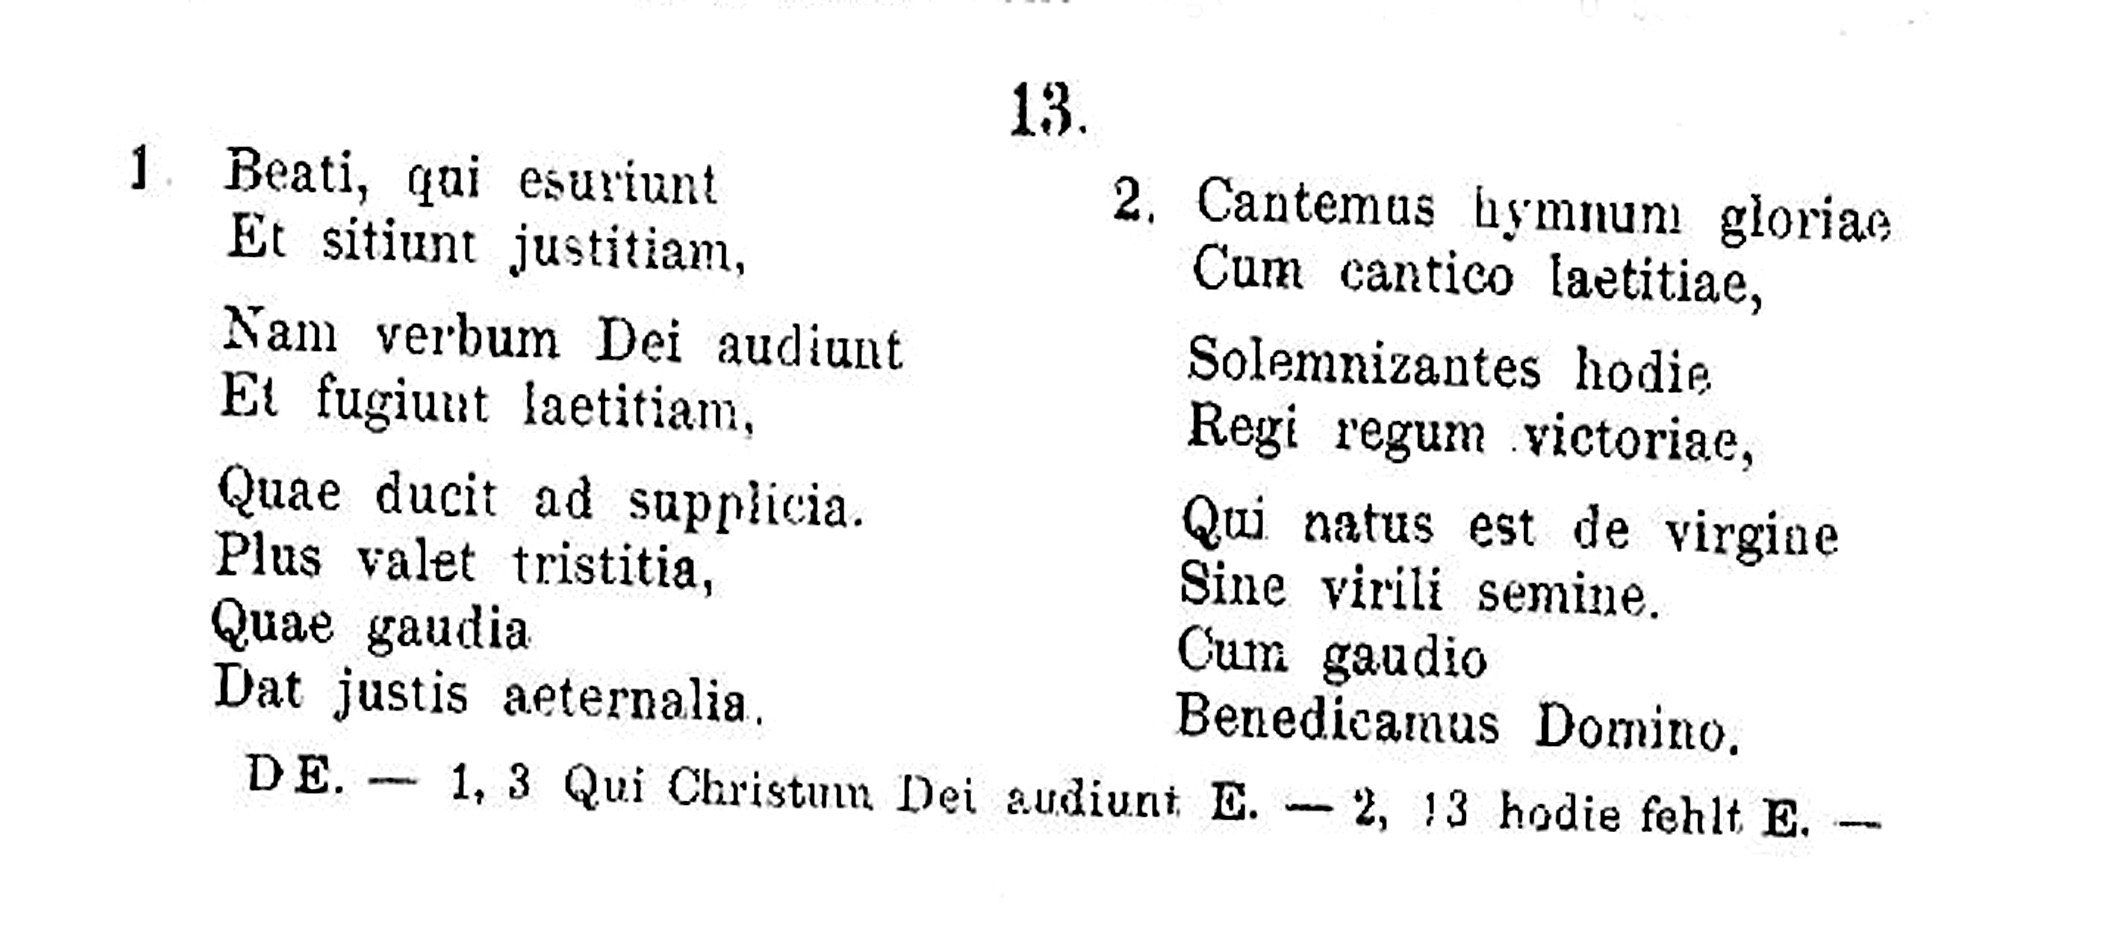 13.
1. Beati, qui esuriunt
Et sitiunt justitiam,
Nam verbum Dei audiunt
Et fugiunt laetitiam,
Quae ducit ad supplicia.
Plus valet tristitia,
Quae gaudia
Dat justis aeternalia.
2. Cantemus hymnum gloriae
Cum cantico laetitiae,
Solemnizantes hodie
Regi regum victoriae,
Qui natus est de virgine
Sine virili semine.
Cum gaudio
Benedicamus Domino.
DE. — 1, 3 Qui Christum Dei audiunt E. — 2, 13 hodie fehlt E. —